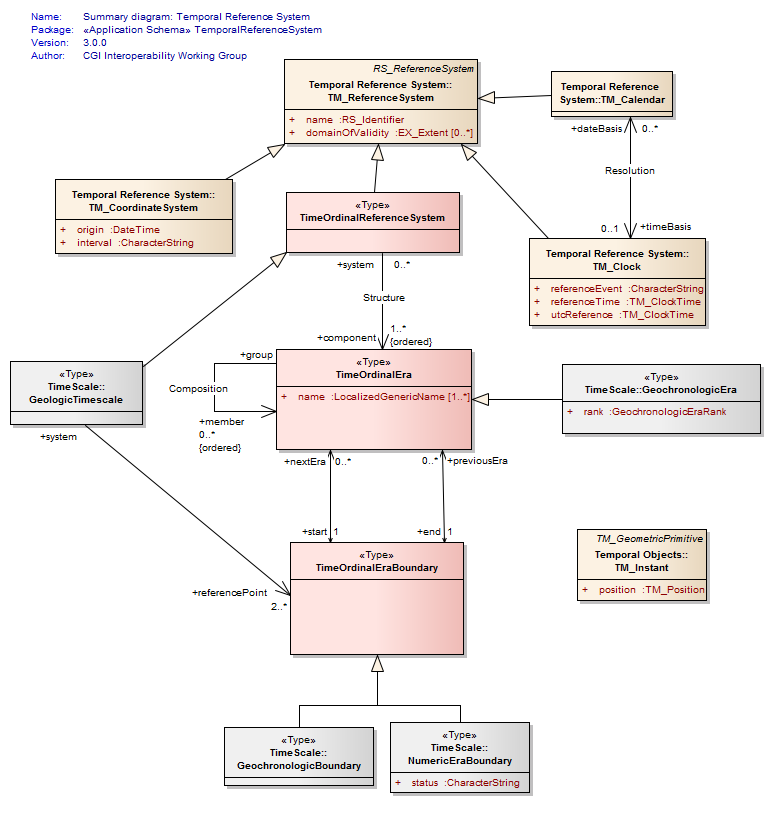 Name: Summary diagram: Temporal Reference System
Package: «Application Schema» TemporalReferenceSystem
Version: 3.0.0
Author: CGI Interoperability Working Group
RS_ReferenceSystem
Temporal Reference System::
TM_ReferenceSystem
+ name :RS_Identifier
+ domainOfValidity :EX_Extent [0..*]
Temporal Reference
System::TM_Calendar
+dateBasis 0..*
Resolution
0..1 +timeBasis
Temporal Reference System::
TM_CoordinateSystem
+ origin :DateTime
+ interval :CharacterString
«Type»
TimeOrdinalReferenceSystem
+system 0..*
Structure
1..*
+component {ordered}
Temporal Reference System::
TM_Clock
+ referenceEvent :CharacterString
+ referenceTime :TM_ClockTime
+ utcReference :TM_ClockTime
«Type»
TimeScale::
GeologicTimescale
+system
+group
Composition
+member
0..*
{ordered}
«Type»
TimeOrdinalEra
+ name :LocalizedGenericName [1..*]
«Type»
TimeScale::GeochronologicEra
+ rank :GeochronologicEraRank
+nextEra 0..*
0..* +previousEra
+start 1
+end 1
«Type»
TimeOrdinalEraBoundary
+referencePoint
2..*
TM_GeometricPrimitive
Temporal Objects::
TM_Instant
+ position :TM_Position
«Type»
TimeScale::
GeochronologicBoundary
«Type»
TimeScale::
NumericEraBoundary
+ status :CharacterString